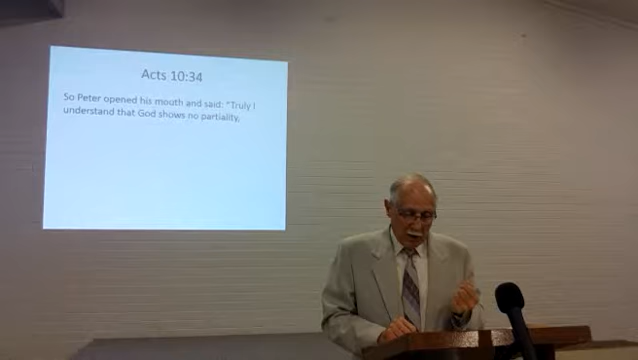 Acts 10:34
So Peter opened his mouth and said: "Truly I
understand that God shows no partiality,